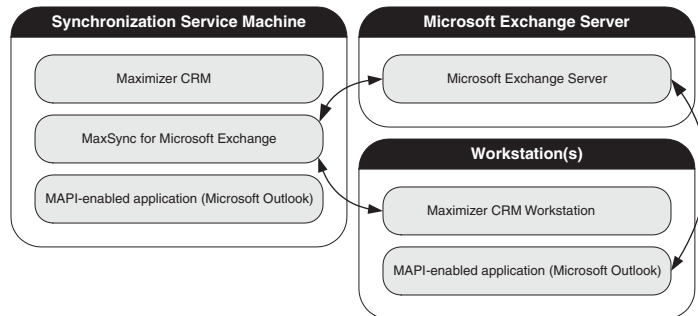 Synchronization Service Machine
Maximizer CRM
MaxSync for Microsoft Exchange
MAPI-enabled application (Microsoft Outlook)
Microsoft Exchange Server
Microsoft Exchange Server
Workstation(s)
Maximizer CRM Workstation
MAPI-enabled application (Microsoft Outlook)